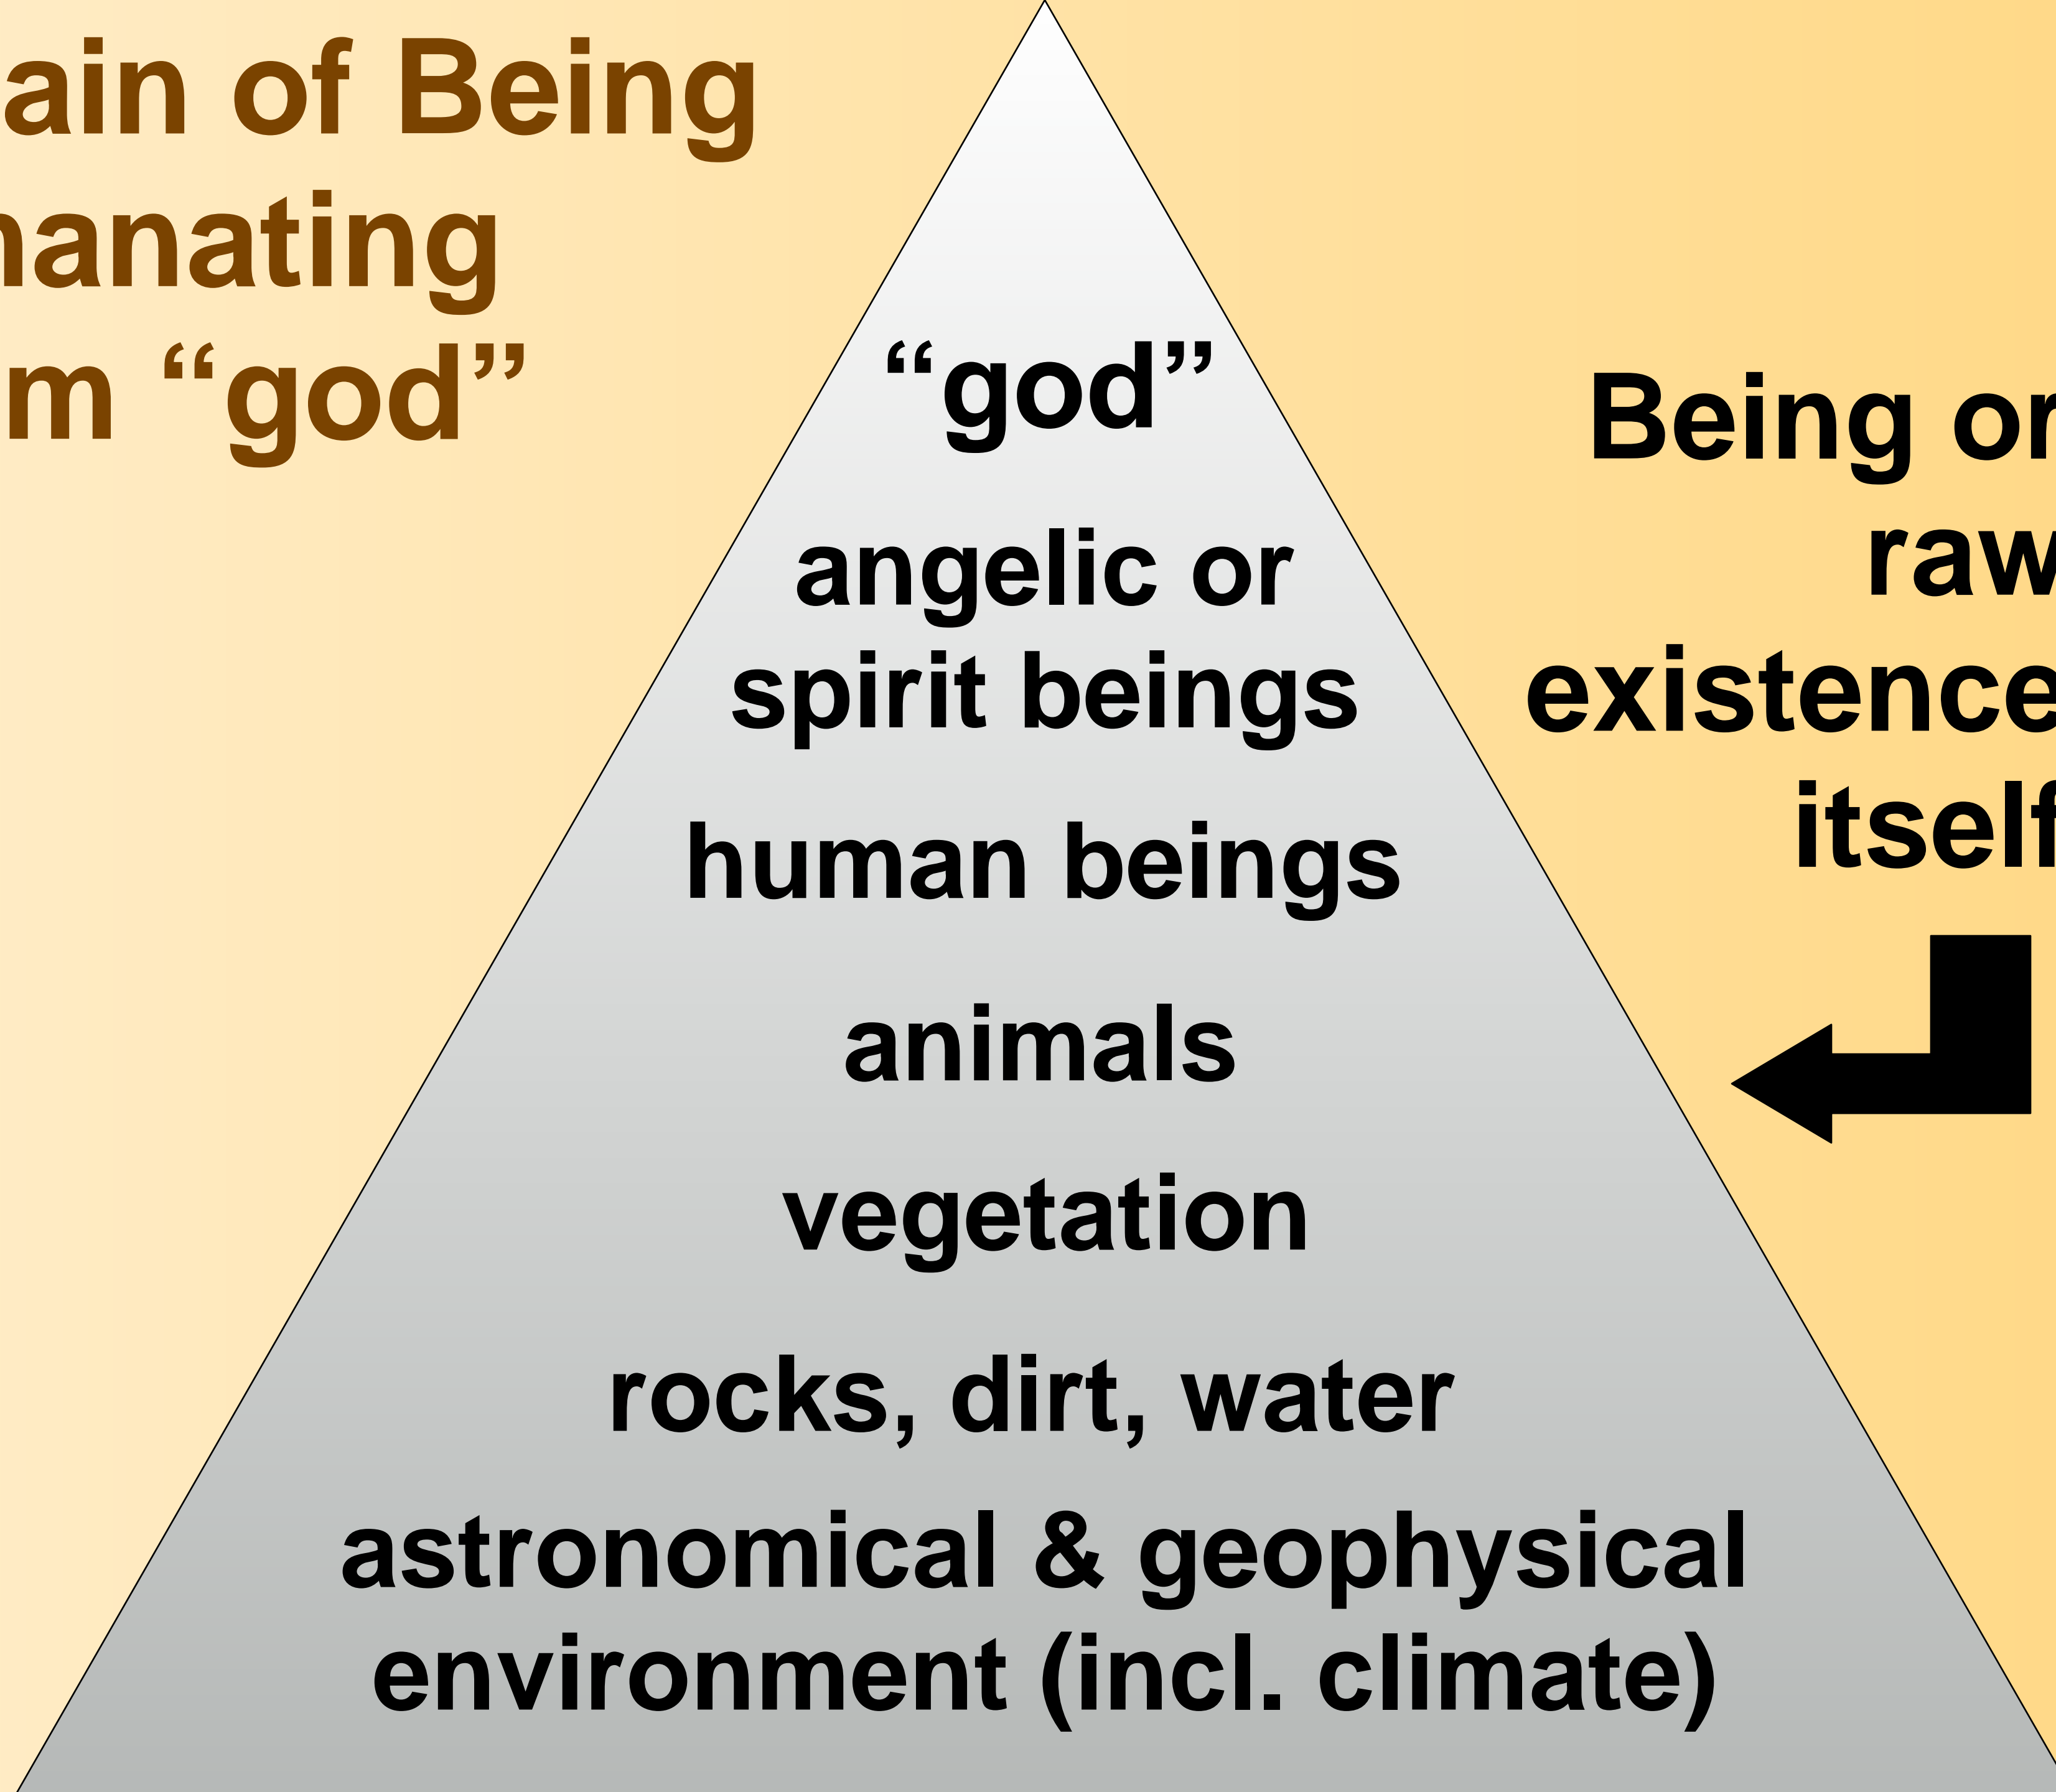 ain of Being
anating
m “god”
“god”
angelic or
spirit beings
human beings
animals
vegetation
rocks, dirt, water
astronomical & geophysical
environment (incl. climate)
Being or
raw
existence
itself